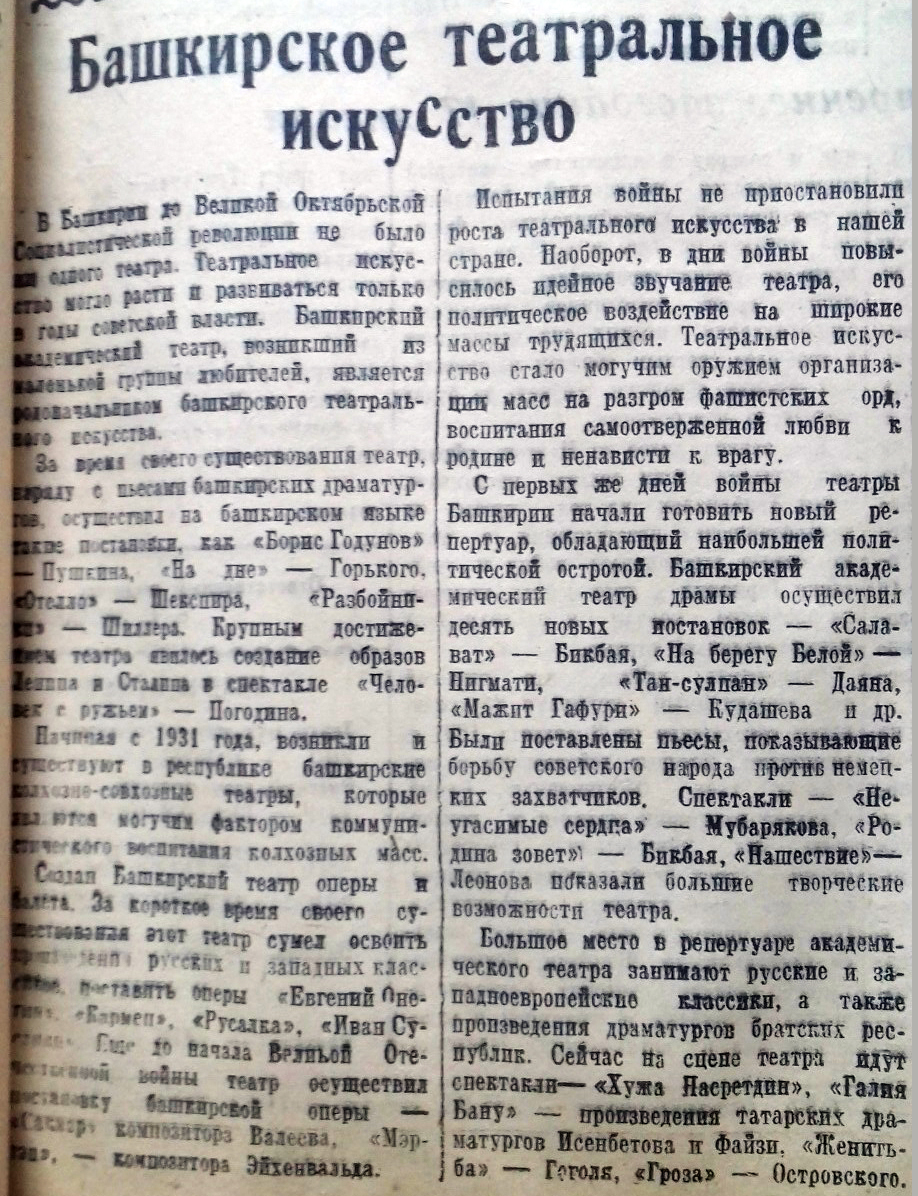 Башкирское театральное
искусство
В Башкирии до Великой Октябрьской
Социалистической революции не было
ни одного театра. Театральное искус-
ство могло расти и развиваться только
в годы советской власти. Башкирский
академический театр, возникший из
маленькой группы любителей, является
родоначальником башкирского театраль-
ного искусства.
За время своего существования театр,
наряду с пьесами башкирских драматур-
гов, осуществил на башкирском языке
такие постановки, как «Борис Годунов»
— Пушкина, «На дне» — Горького,
«Отелло» — Шекспира, «Разбойни-
ки» — Шиллера. Крупным достиже-
нием театра явилось создание образов
Ленина и Сталина в спектакле «Чело-
век с ружьем» — Погодина.
Начиная с 1931 года, возникли и
существуют в республике башкирские
колхозно-совхозные театры, которые
являются могучим фактором коммуни-
стического воспитания колхозных масс.
Создан Башкирский театр оперы и
балета. За короткое время своего су-
ществования этот театр сумел освоить
произведения русских и западных клас-
сиков, поставить оперы «Евгений Оне-
гин», «Кармен», «Русалка», «Иван Су-
санин». Еще до начала Великой Оте-
чественной войны театр осуществил
постановку башкирской оперы —
«Саккар» композитора Валеева, «Мэр-
гэн», — композитора Эйхенвальда.
Испытания войны не приостановили
роста театрального искусства в нашей
стране. Наоборот, в дни войны повы-
силось идейное звучание театра, его
политическое воздействие на широкие
массы трудящихся. Театральное искус-
ство стало могучим оружием организа-
ции масс на разгром фашистских орд,
воспитания самоотверженной любви к
родине и ненависти к врагу.
С первых же дней войны театры
Башкирии начали готовить новый ре-
пертуар, обладающий наибольшей поли-
тической остротой. Башкирский акаде-
мический театр драмы осуществил
десять новых постановок — «Сала-
ват» — Бикбая, «На берегу Белой» —
Нигмати, «Тан-сулпан» — Даяна,
«Мажит Гафури» — Кудашева и др.
Были поставлены пьесы, показывающие
борьбу советского народа против немец-
ких захватчиков. Спектакли — «Не-
угасимые сердца» — Мубарякова, «Ро-
дина зовет» — Бикбая, «Нашествие»—
Леонова показали большие творческие
возможности театра.
Большое место в репертуаре академи-
ческого театра занимают русские и за-
падноевропейские классики, а также
произведения драматургов братских рес-
публик. Сейчас на сцене театра идут
спектакли— «Хужа Насретдин», «Галия
Бану» — произведения татарских дра-
матургов Исенбетова и Файзи, «Женить-
ба» — Гоголя, «Гроза» — Островского.